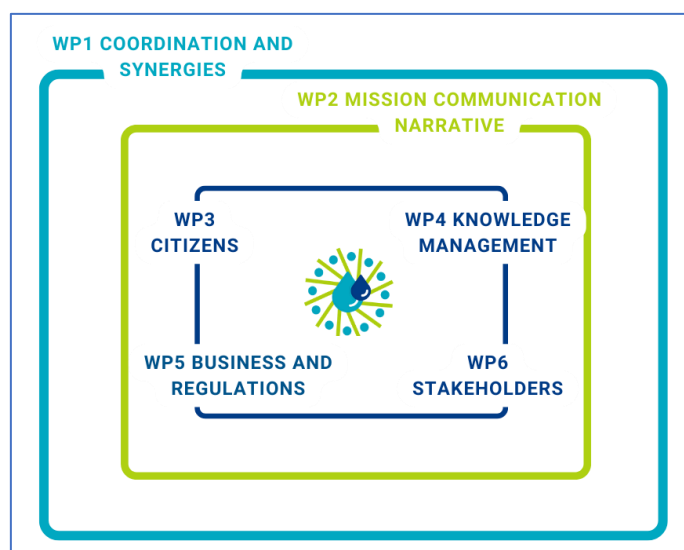 WP1 COORDINATION AND
SYNERGIES
WP2 MISSION COMMUNICATION
NARRATIVE
WP3
CITIZENS
WP4 KNOWLEDGE
MANAGEMENT
WP5 BUSINESS AND
REGULATIONS
WP6
STAKEHOLDERS